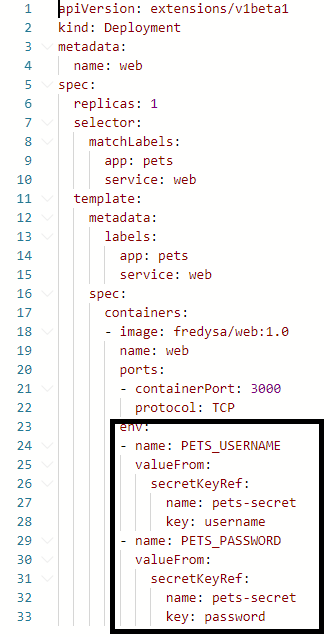 1 apiVersion: extensions/v1beta1
2 kind: Deployment
3 metadata:
4   name: web
5 spec:
6   replicas: 1
7   selector:
8     matchLabels:
9       app: pets
10       service: web
11   template:
12     metadata:
13       labels:
14         app: pets
15         service: web
16     spec:
17       containers:
18       - image: fredysa/web:1.0
19         name: web
20         ports:
21         - containerPort: 3000
22           protocol: TCP
23         env:
24         - name: PETS_USERNAME
25           valueFrom:
26             secretKeyRef:
27               name: pets-secret
28               key: username
29         - name: PETS_PASSWORD
30           valueFrom:
31             secretKeyRef:
32               name: pets-secret
33               key: password